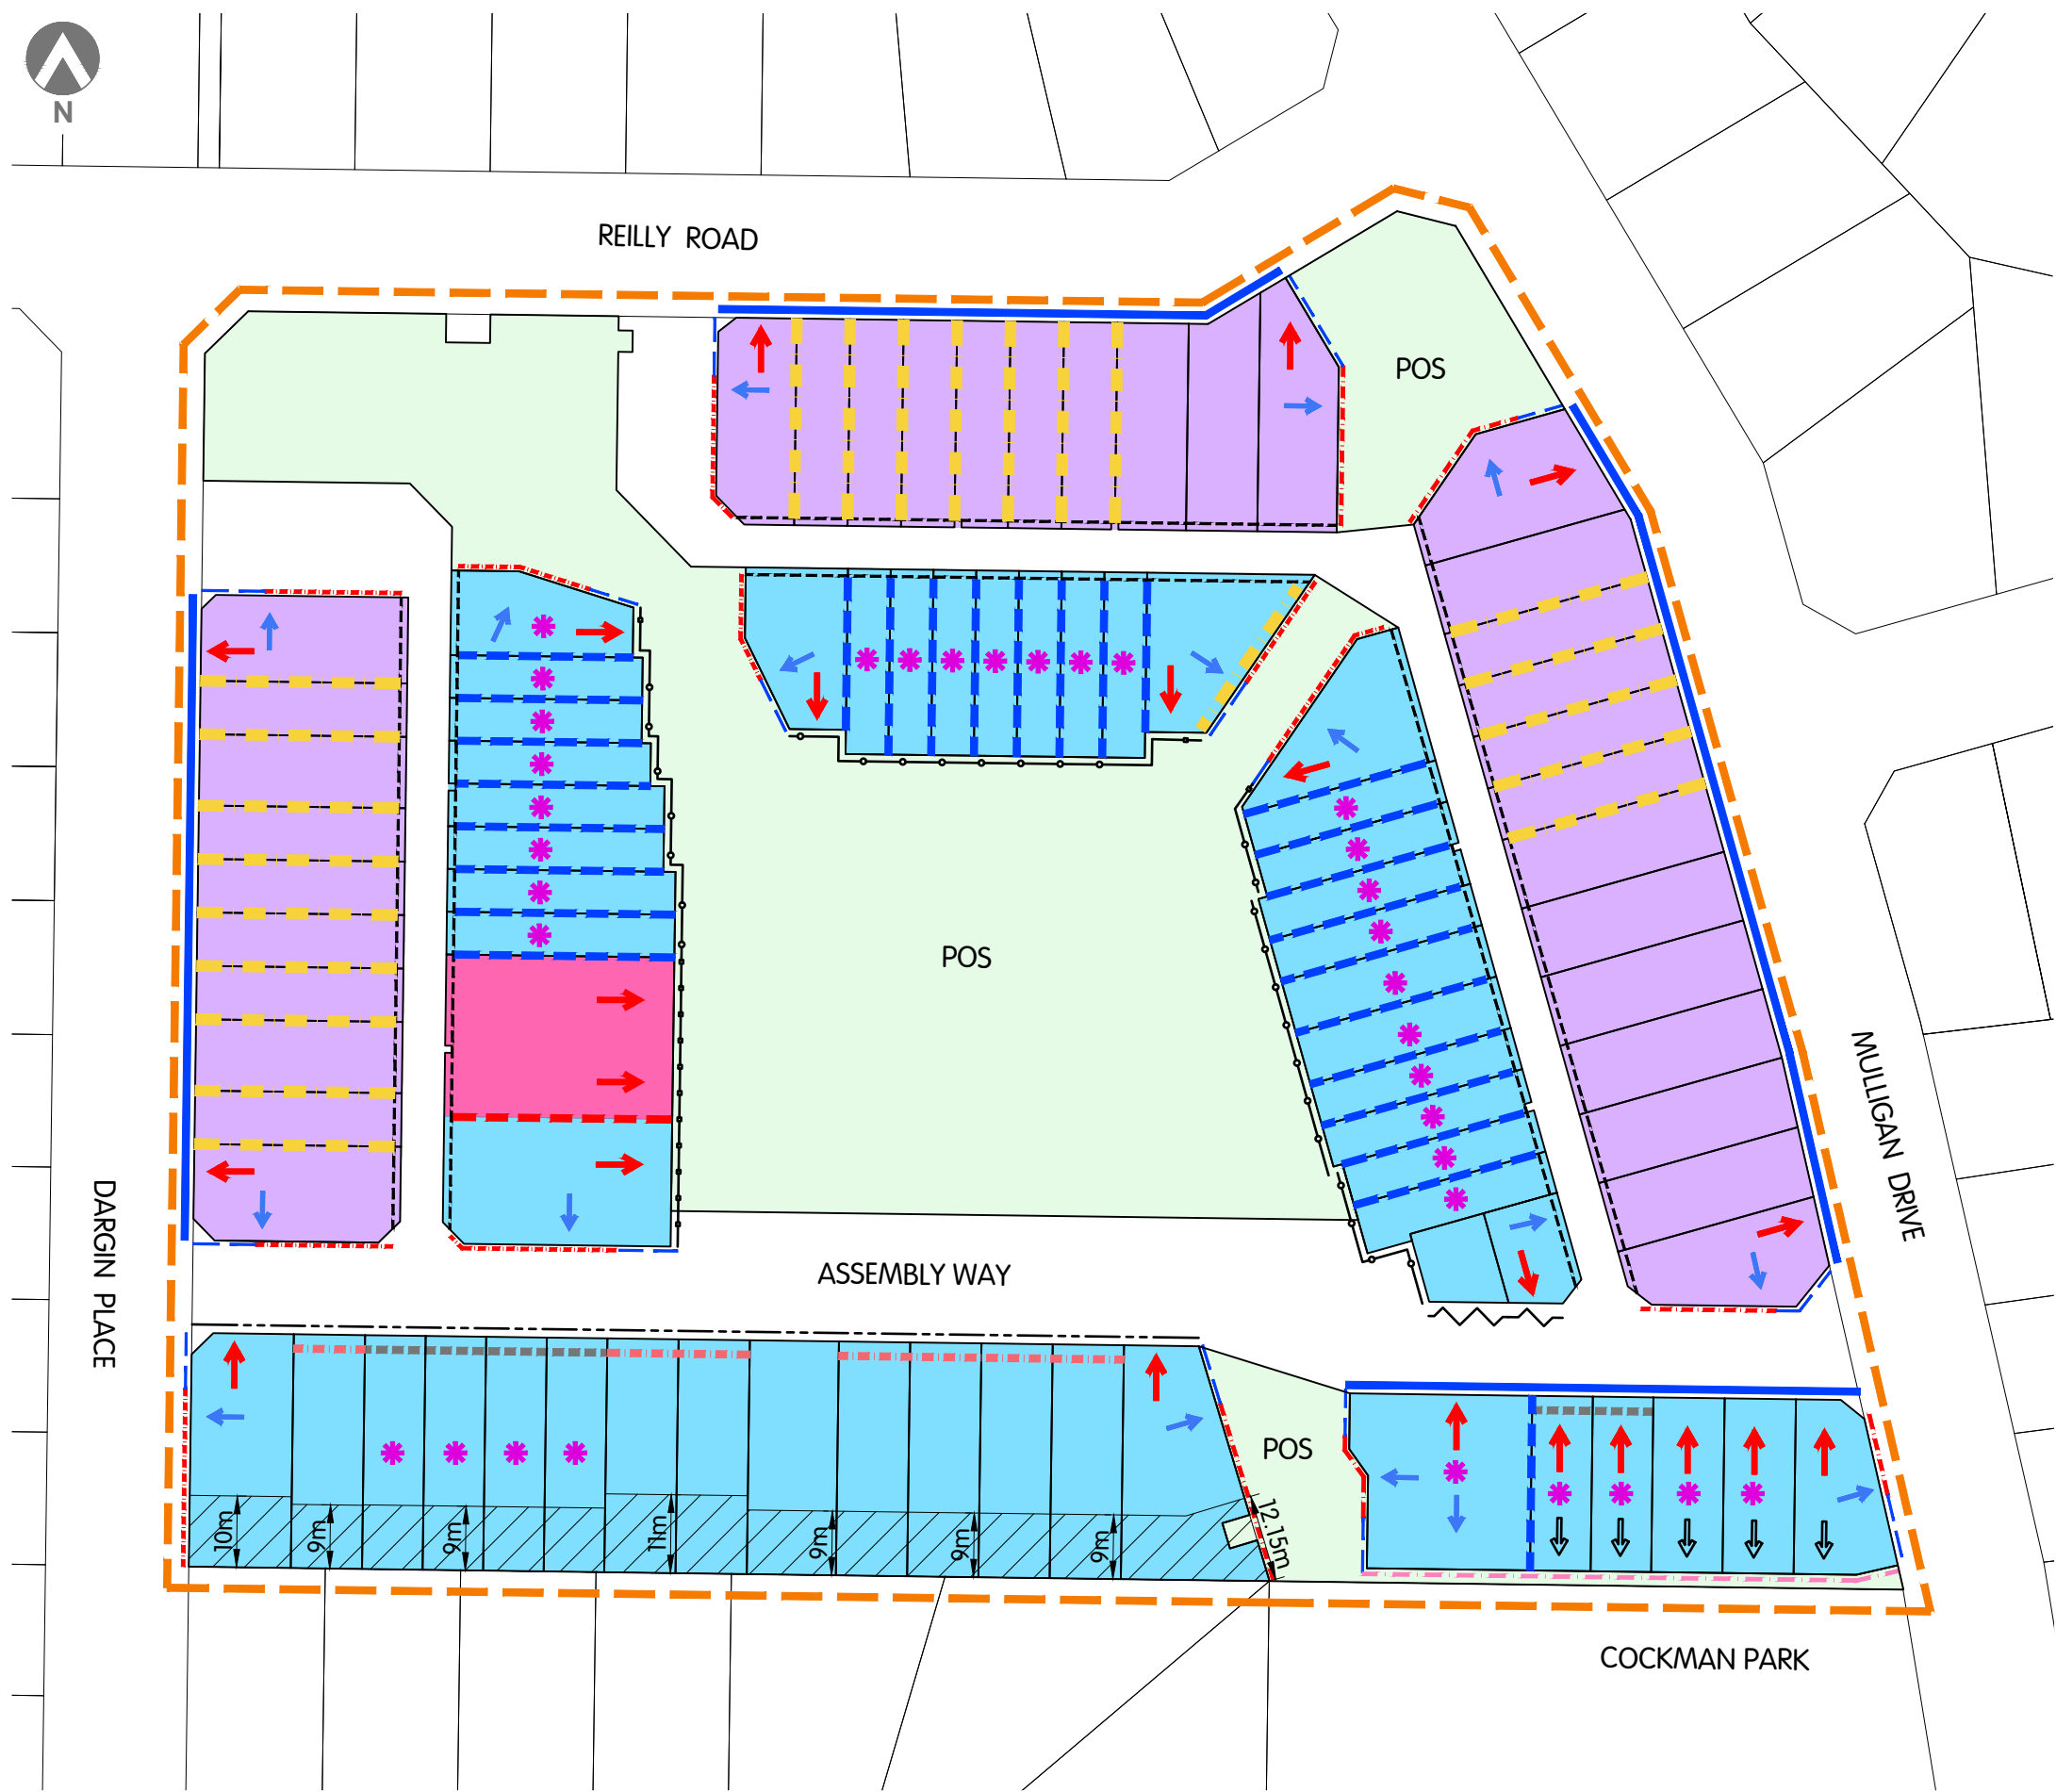 N
REILLY ROAD
POS
POS
MULLIGAN DRIVE
DARGIN PLACE
ASSEMBLY WAY
POS
10m
9m
9m
11m
9m
9m
9m
12.15m
COCKMAN PARK